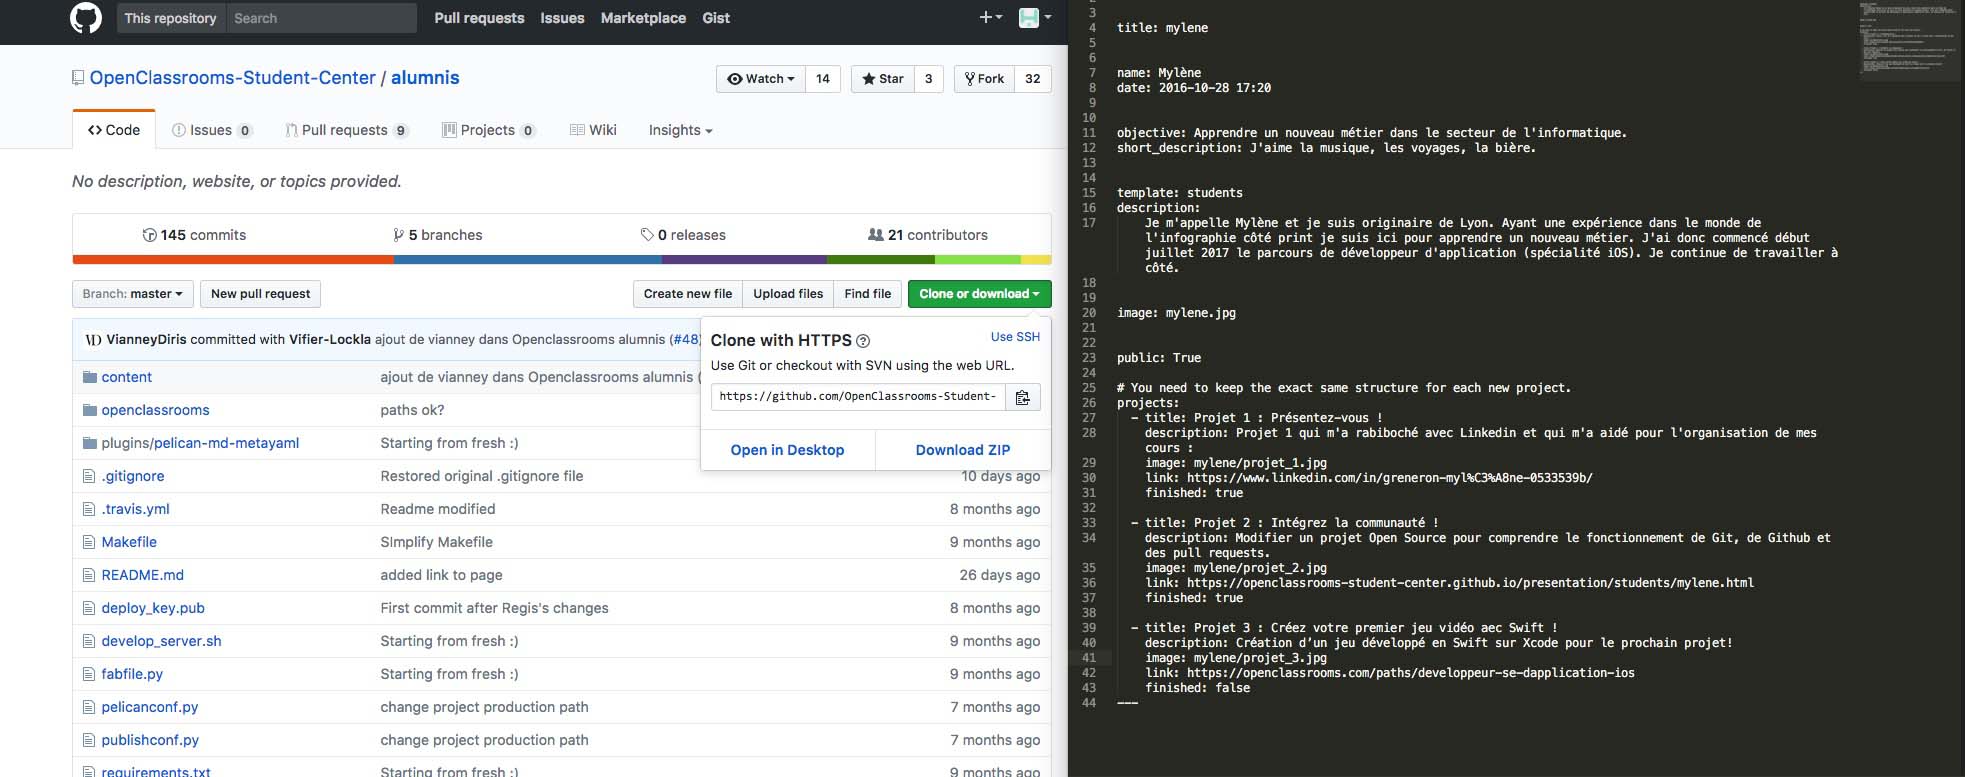 This repository
Search
Pull requests
Issues
Marketplace
Gist
OpenClassrooms-Student-Center / alumnis
Watch
14
Star
3
Fork
32
Code
Issues 0
Pull requests 9
Projects 0
Wiki
Insights
No description, website, or topics provided.
145 commits
5 branches
0 releases
21 contributors
Branch: master
New pull request
Create new file
Upload files
Find file
Clone or download
VianneyDiris committed with Vifier-Lockla ajout de vianney dans Openclassrooms alumnis (#48)
Clone with HTTPS
Use SSH
Use Git or checkout with SVN using the web URL.
https://github.com/OpenClassrooms-Student-
Open in Desktop
Download ZIP
content
ajout de vianney dans Openclassrooms alumnis (
openclassrooms
paths ok?
plugins/pelican-md-metayaml
Starting from fresh :)
.gitignore
Restored original .gitignore file
10 days ago
.travis.yml
Readme modified
8 months ago
Makefile
SImplify Makefile
9 months ago
README.md
added link to page
26 days ago
deploy_key.pub
First commit after Regis's changes
8 months ago
develop_server.sh
Starting from fresh :)
9 months ago
fabfile.py
Starting from fresh :)
9 months ago
pelicanconf.py
change project production path
7 months ago
publishconf.py
change project production path
7 months ago
requirements.txt
Starting from fresh :)
9 months ago
3
4 title: mylene
5
6
7 name: Mylène
8 date: 2016-10-28 17:20
9
10
11 objective: Apprendre un nouveau métier dans le secteur de l'informatique.
12 short_description: J'aime la musique, les voyages, la bière.
13
14
15 template: students
16 description:
17 Je m'appelle Mylène et je suis originaire de Lyon. Ayant une expérience dans le monde de
l'infographie côté print je suis ici pour apprendre un nouveau métier. J'ai donc commencé début
juillet 2017 le parcours de développeur d'application (spécialité iOS). Je continue de travailler à
côté.
18
19
20 image: mylene.jpg
21
22
23 public: True
24
25 # You need to keep the exact same structure for each new project.
26 projects:
27 - title: Projet 1 : Présentez-vous !
28 description: Projet 1 qui m'a rabiboché avec Linkedin et qui m'a aidé pour l'organisation de mes
cours :
29 image: mylene/projet_1.jpg
30 link: https://www.linkedin.com/in/greneron-myl%C3%A8ne-0533539b/
31 finished: true
32
33 - title: Projet 2 : Intégrez la communauté !
34 description: Modifier un projet Open Source pour comprendre le fonctionnement de Git, de Github et
des pull requests.
35 image: mylene/projet_2.jpg
36 link: https://openclassrooms-student-center.github.io/presentation/students/mylene.html
37 finished: true
38
39 - title: Projet 3 : Créez votre premier jeu vidéo aec Swift !
40 description: Création d’un jeu développé en Swift sur Xcode pour le prochain projet!
41 image: mylene/projet_3.jpg
42 link: https://openclassrooms.com/paths/developpeur-se-dapplication-ios
43 finished: false
44 ---